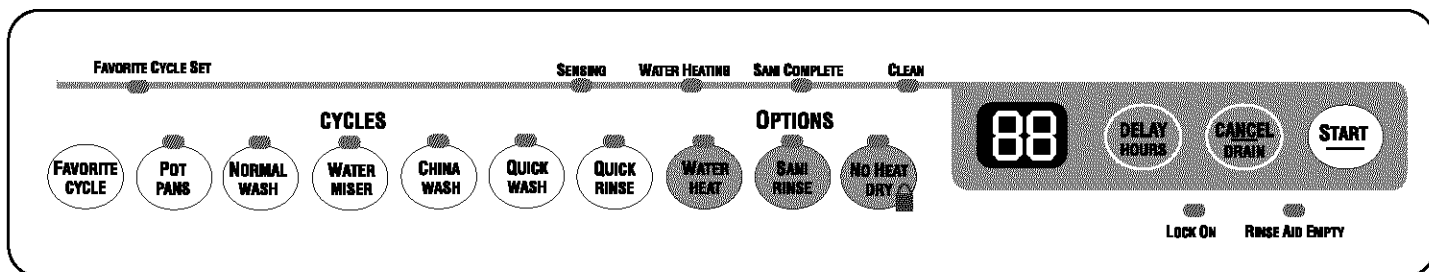 FAVORITE CYCLE SET
SENSING
WATER HEATING
SANI COMPLETE
CLEAN
CYCLES
OPTIONS
FAVORITE
CYCLE
POT
PANS
NORMAL
WASH
WATER
MISER
CHINA
WASH
QUICK
WASH
QUICK
RINSE
WATER
HEAT
SANI
RINSE
NO HEAT
DRY
88
DELAY
HOURS
CANCEL
DRAIN
START
LOCK ON
RINSE AID EMPTY